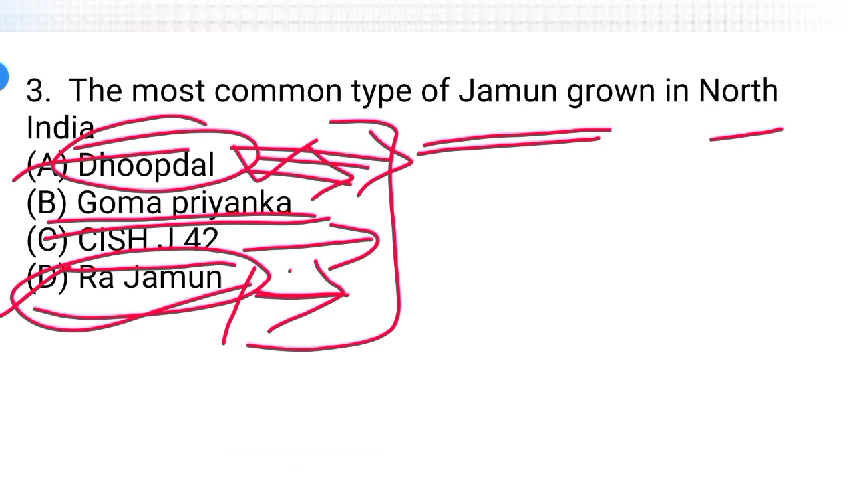 3. The most common type of Jamun grown in North
India
(A) Dhoopdal
(B) Goma priyanka
(C) CISH J 42
(D) Ra Jamun